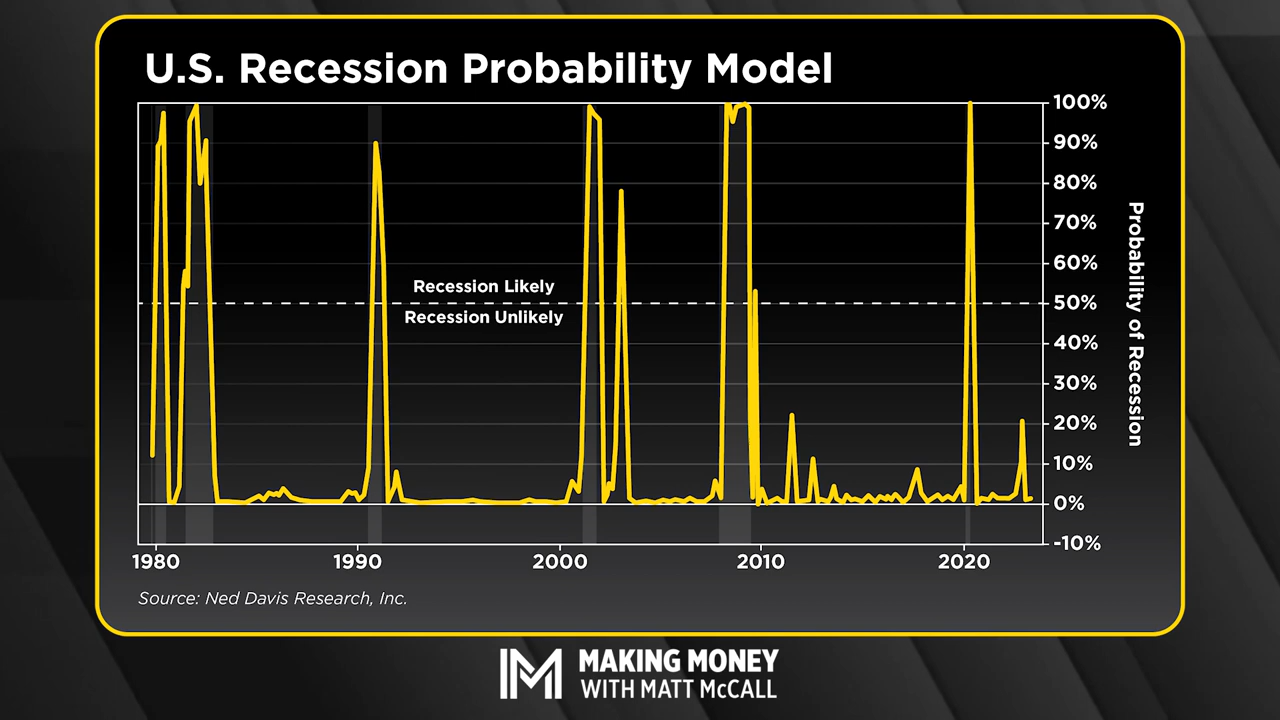 U.S. Recession Probability Model
100%
90%
80%
70%
60%
50%
40%
30%
20%
10%
0%
-10%
Probability of Recession
Recession Likely
Recession Unlikely
1980 1990 2000 2010 2020
Source: Ned Davis Research, Inc.
M MAKING MONEY
WITH MATT McCALL